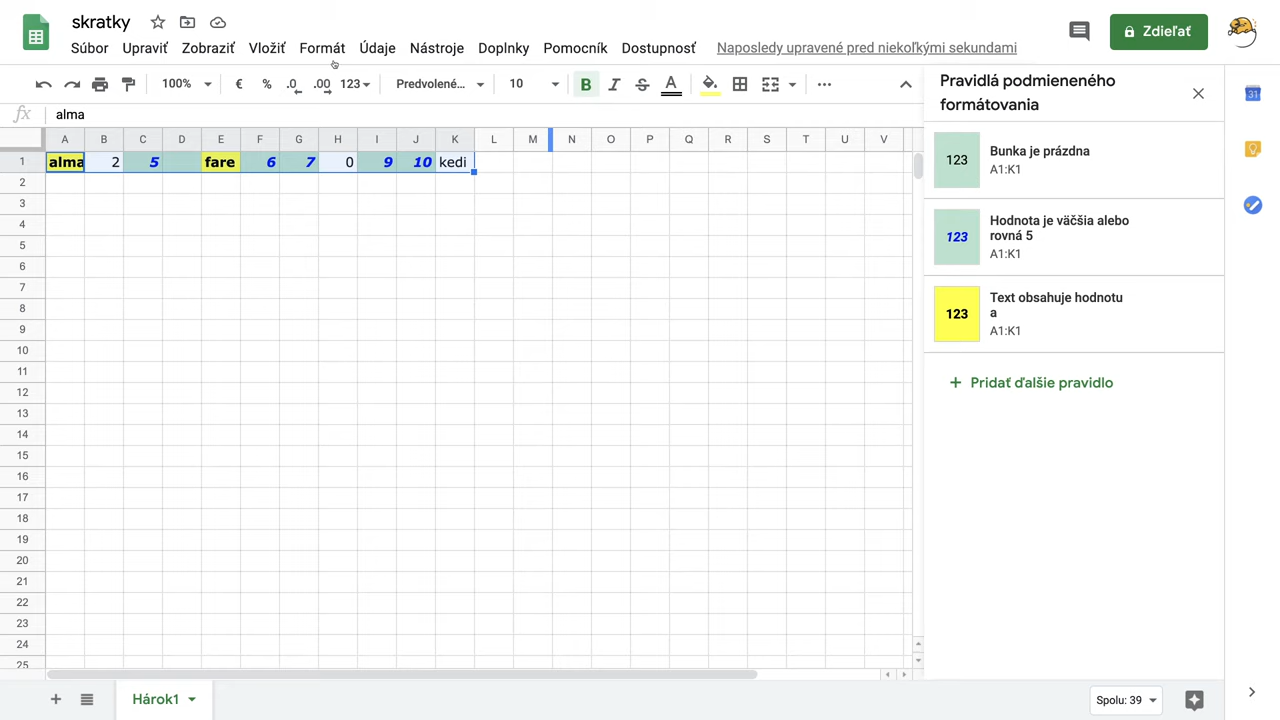 skratky
Súbor Upraviť Zobraziť Vložiť Formát Údaje Nástroje Doplnky Pomocník Dostupnosť Naposledy upravené pred niekoľkými sekundami
Zdieľať
100% € % .0 .00 123 Predvolené... 10 B I S A
Pravidlá podmieneného
formátovania
fx alma
A B C D E F G H I J K L M N O P Q R S T U V
1 alma 2 5 fare 6 7 0 9 10 kedi
2
3
4
5
6
7
8
9
10
11
12
13
14
15
16
17
18
19
20
21
22
23
24
25
123 Bunka je prázdna
A1:K1
123 Hodnota je väčšia alebo
rovná 5
A1:K1
123 Text obsahuje hodnotu
a
A1:K1
+ Pridať ďalšie pravidlo
31
+ Hárok1
Spolu: 39